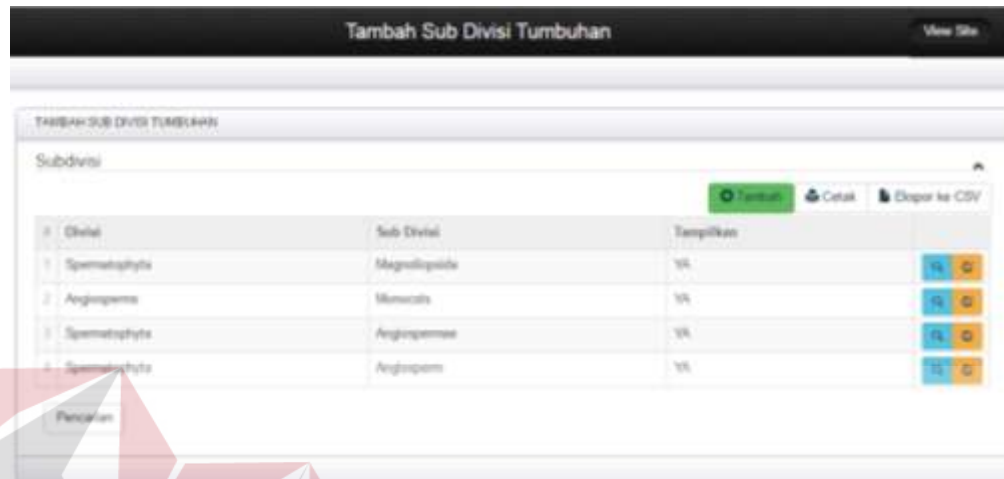 Tambah Sub Divisi Tumbuhan View Site
TAMBAH SUB DIVISI TUMBUHAN
Subdivisi
Tambah Cetak Ekspor ke CSV
# Divisi Sub Divisi Tampilkan
1 Spermatophyta Magnoliopsida YA
2 Angiosperms Monocots YA
3 Spermatophyta Angiospermae YA
4 Spermatophyta Angiosperm YA
Pencarian